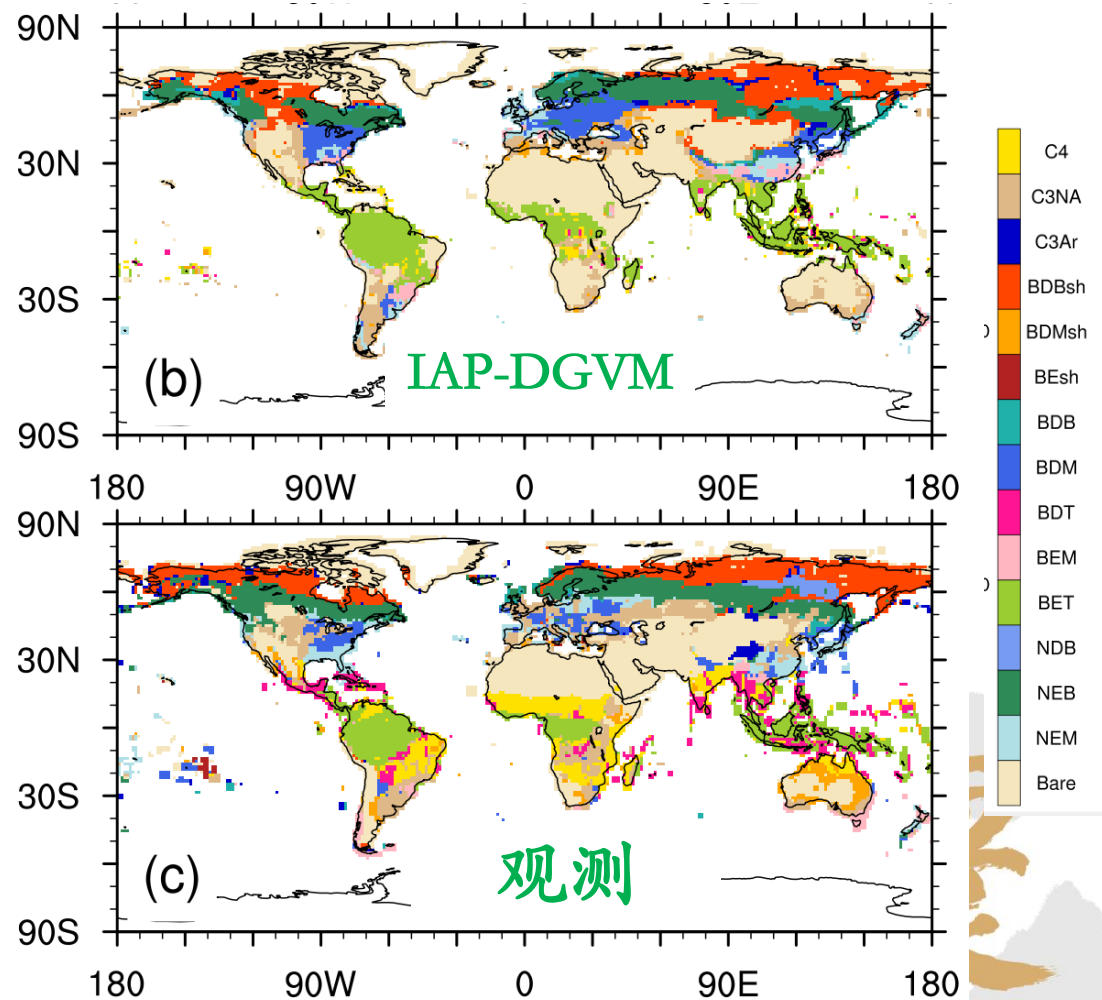 90N
30N
30S
90S
(b)
IAP-DGVM
180
90W
0
90E
180
90N
30N
30S
90S
(c)
观测
180
90W
0
90E
180
C4
C3NA
C3Ar
BDBsh
BDMsh
BEsh
BDB
BDM
BDT
BEM
BET
NDB
NEB
NEM
Bare